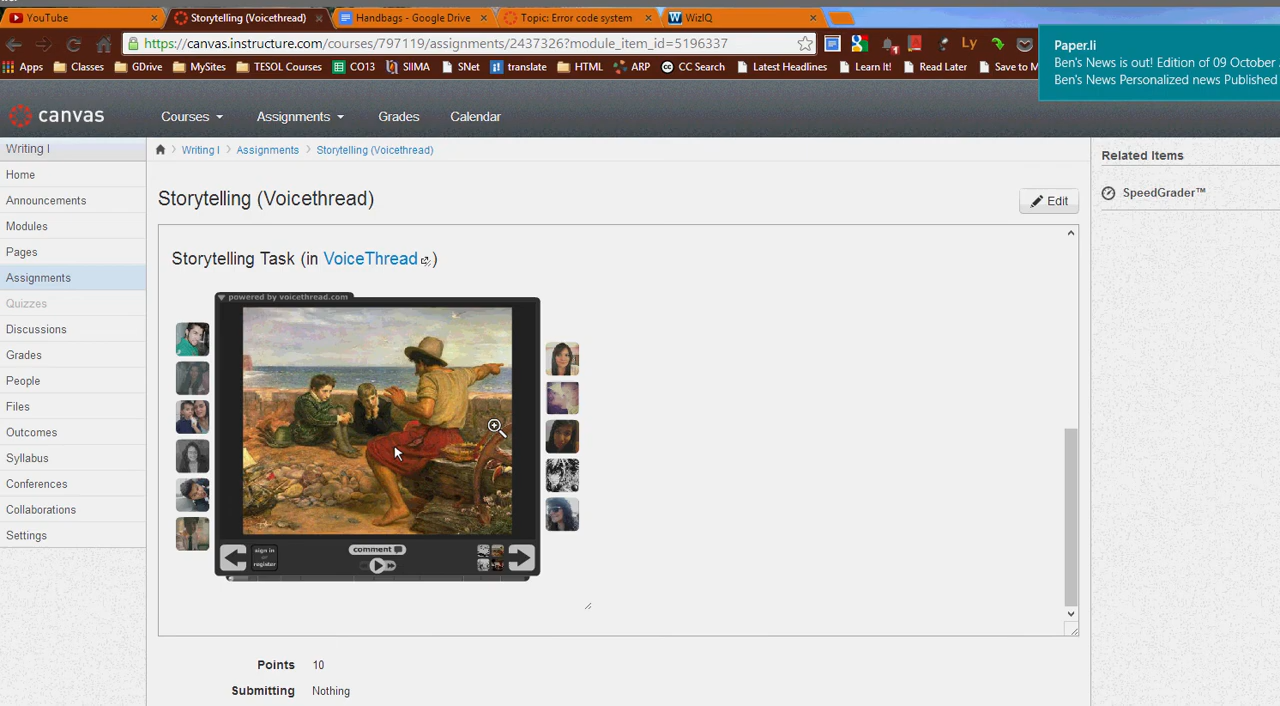 YouTube
Storytelling (Voicethread)
Handbags - Google Drive
Topic: Error code system
WizIQ
https://canvas.instructure.com/courses/797119/assignments/2437326?module_item_id=5196337
Apps Classes GDrive MySites TESOL Courses CO13 SIIMA SNet translate HTML ARP CC Search Latest Headlines Learn It! Read Later Save to M
Paper.li
Ben's News is out! Edition of 09 October
Ben's News Personalized news Published
canvas
Courses Assignments Grades Calendar
Writing I
Home
Announcements
Modules
Pages
Assignments
Quizzes
Discussions
Grades
People
Files
Outcomes
Syllabus
Conferences
Collaborations
Settings
Writing I Assignments Storytelling (Voicethread)
Storytelling (Voicethread)
Edit
Storytelling Task (in VoiceThread)
powered by voicethread.com
sign in
or
register
comment
Points 10
Submitting Nothing
Related Items
SpeedGrader™